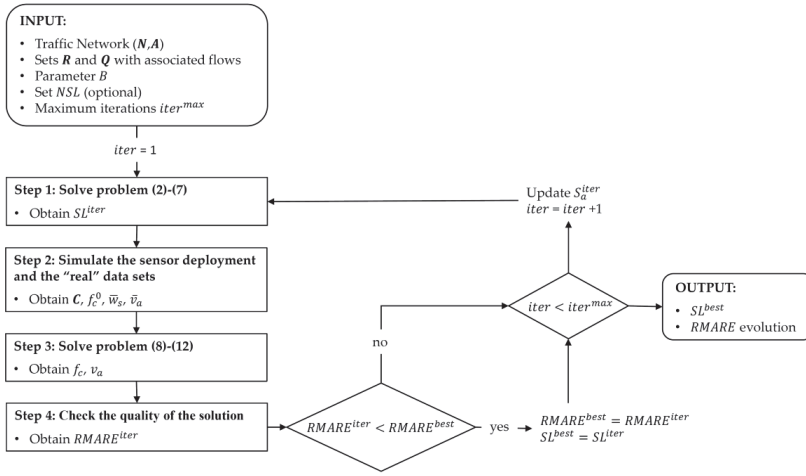 INPUT:
• Traffic Network (N,A)
• Sets R and Q with associated flows
• Parameter B
• Set NSL (optional)
• Maximum iterations iter^max
iter = 1
Step 1: Solve problem (2)-(7)
• Obtain SL^iter
Step 2: Simulate the sensor deployment
and the “real” data sets
• Obtain C, f_c^0, w̅_s, v̅_a
Step 3: Solve problem (8)-(12)
• Obtain f_c, v_a
Step 4: Check the quality of the solution
• Obtain RMARE^iter
RMARE^iter < RMARE^best
no
yes
RMARE^best = RMARE^iter
SL^best = SL^iter
iter < iter^max
Update S_a^iter
iter = iter +1
OUTPUT:
• SL^best
• RMARE evolution